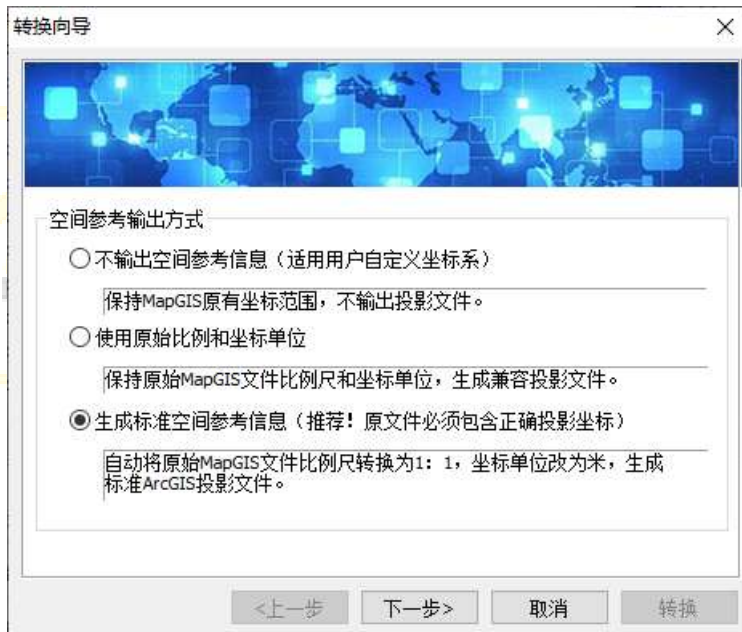 转换向导
空间参考输出方式
不输出空间参考信息（适用用户自定义坐标系）
保持MapGIS原有坐标范围，不输出投影文件。
使用原始比例和坐标单位
保持原始MapGIS文件比例尺和坐标单位，生成兼容投影文件。
生成标准空间参考信息（推荐！原文件必须包含正确投影坐标）
自动将原始MapGIS文件比例尺转换为1：1，坐标单位改为米，生成
标准ArcGIS投影文件。
<上一步 下一步> 取消 转换